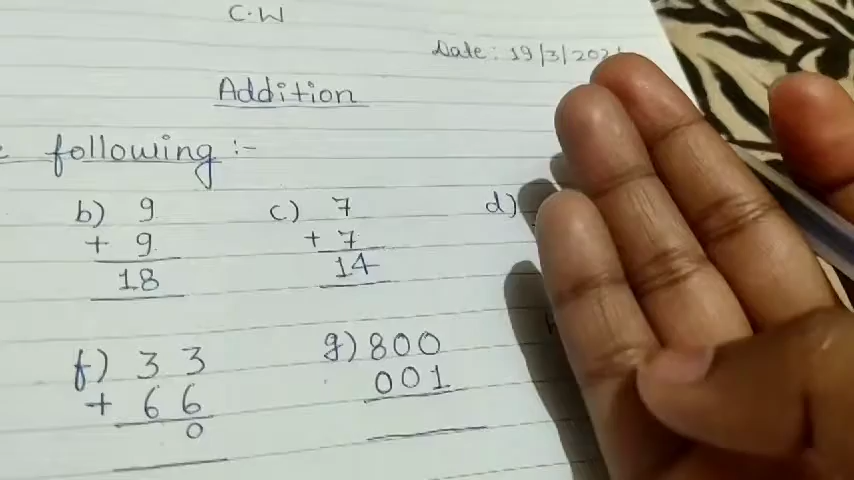 C.W
Date: 19/3/202
Addition
following :-
b) 9 c) 7 d)
+ 9 + 7
18 14
f) 3 3 g) 800
+ 6 6 001
0